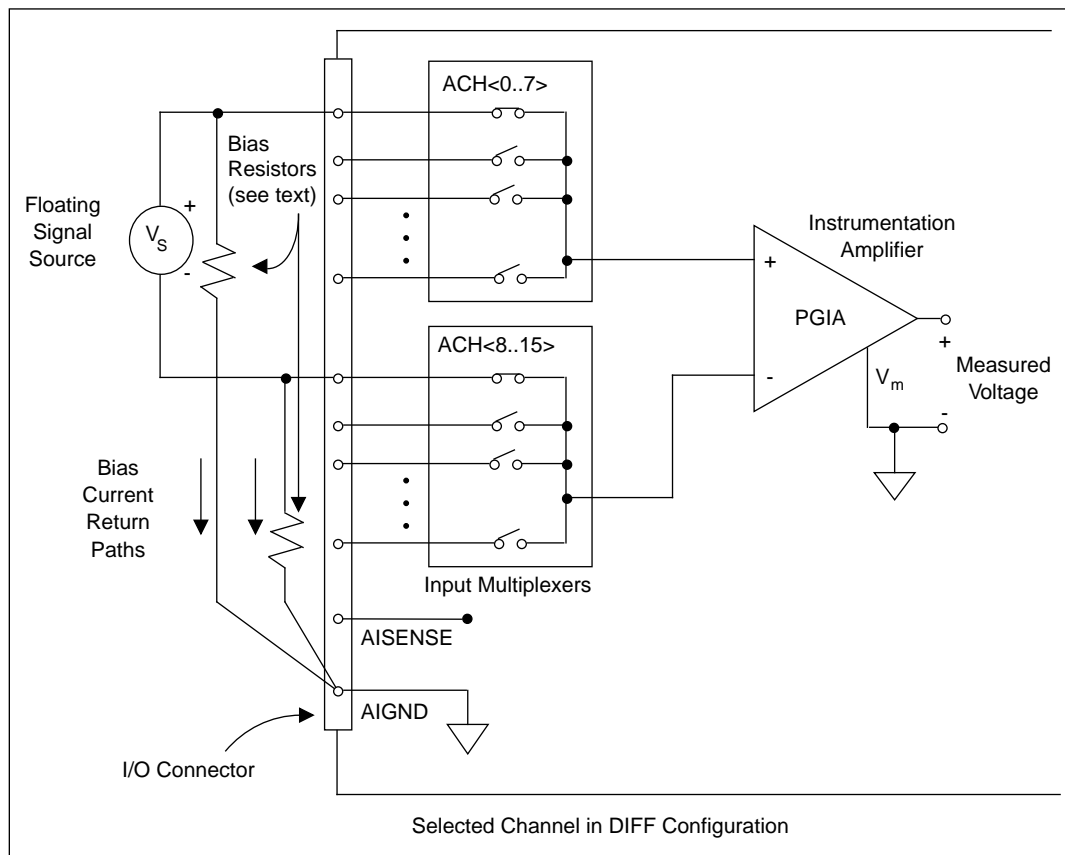 ACH<0..7>
Bias
Resistors
(see text)
Floating
Signal
Source
+
V_S
-
Instrumentation
Amplifier
+
PGIA
-
+
V_m
Measured
Voltage
-
ACH<8..15>
Bias
Current
Return
Paths
Input Multiplexers
AISENSE
AIGND
I/O Connector
Selected Channel in DIFF Configuration